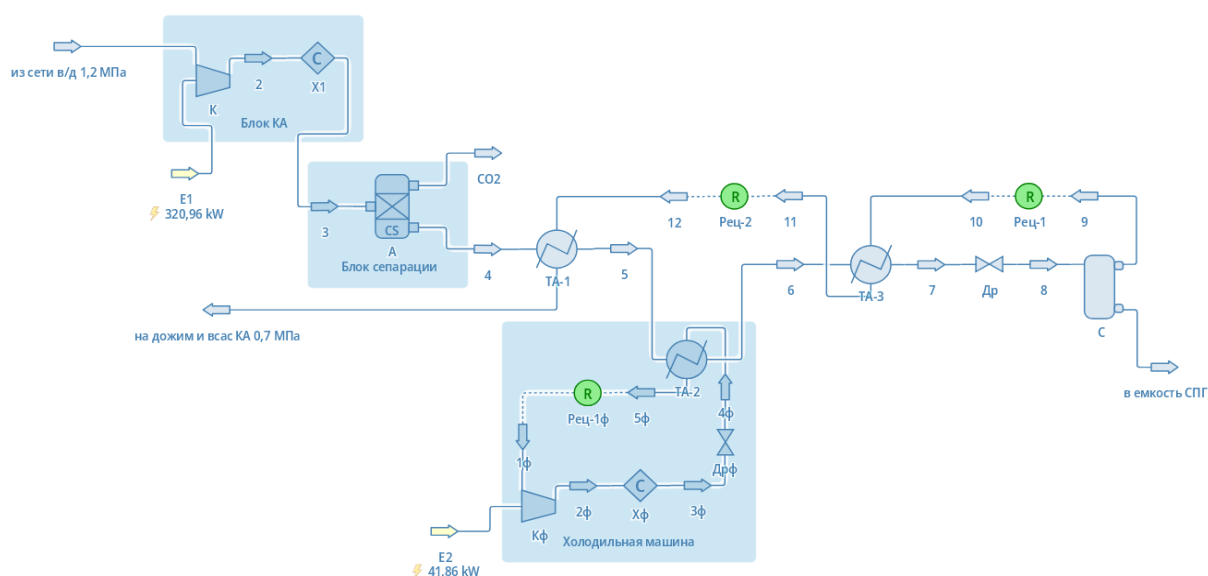 из сети в/д 1,2 МПа
К
2
C
X1
Блок КА
E1
320,96 kW
3
CS
А
Блок сепарации
CO2
4
ТА-1
5
12
R
Рец-2
11
6
ТА-3
10
R
Рец-1
9
7
Др
8
С
в емкость СПГ
на дожим и всас КА 0,7 МПа
ТА-2
R
Рец-1ф
5ф
4ф
1ф
Дрф
Кф
2ф
C
Хф
3ф
Холодильная машина
E2
41,86 kW